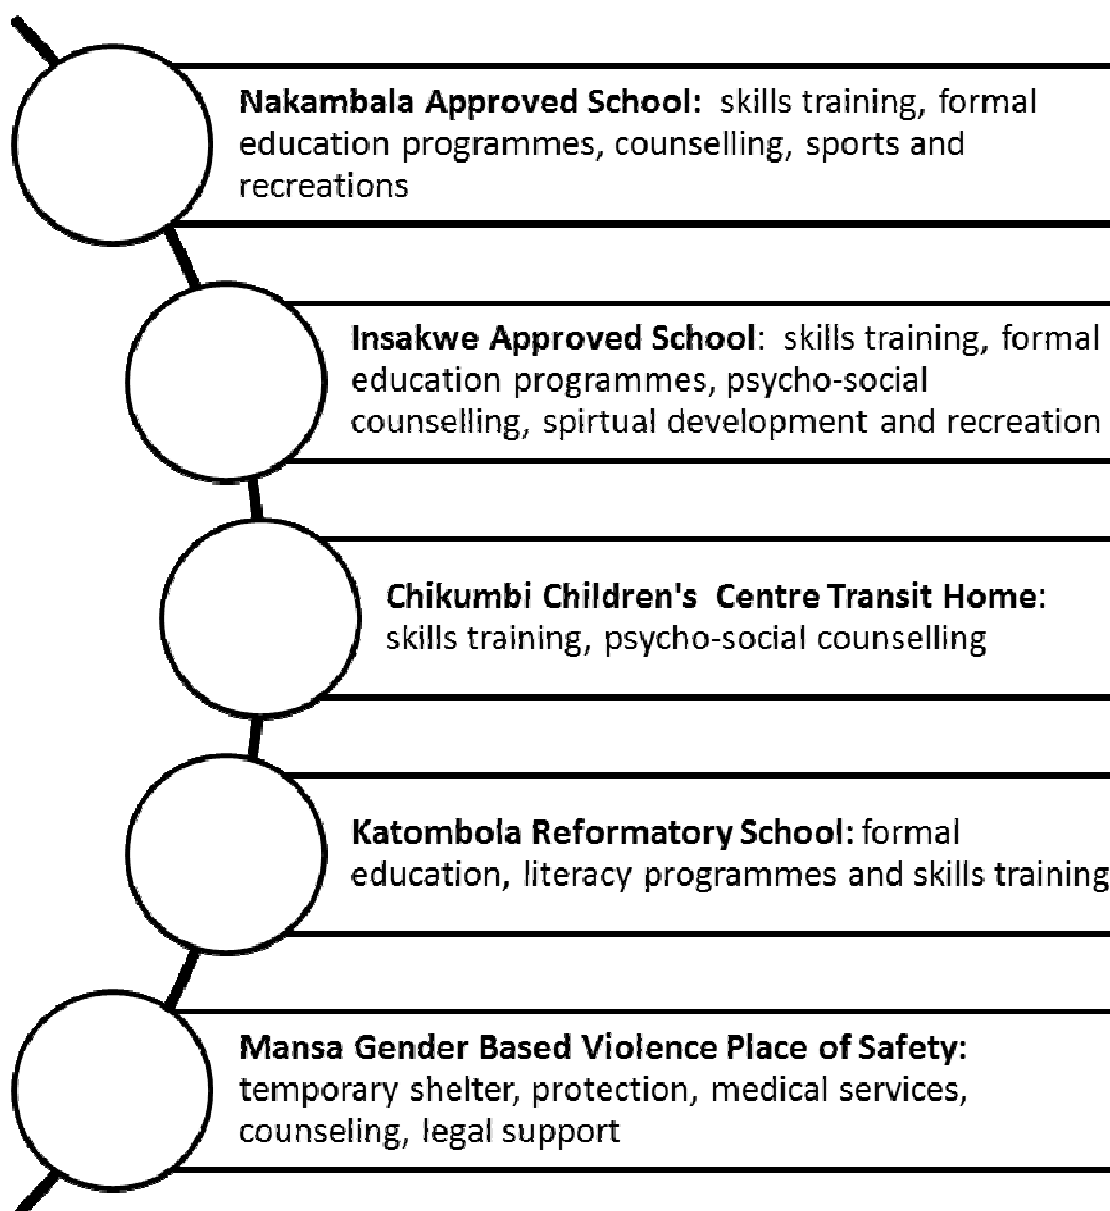 Nakambala Approved School:  skills training, formal
education programmes, counselling, sports and
recreations
Insakwe Approved School:  skills training, formal
education programmes, psycho-social
counselling, spirtual development and recreation
Chikumbi Children's  Centre Transit Home:
skills training, psycho-social counselling
Katombola Reformatory School: formal
education, literacy programmes and skills training
Mansa Gender Based Violence Place of Safety:
temporary shelter, protection, medical services,
counseling, legal support